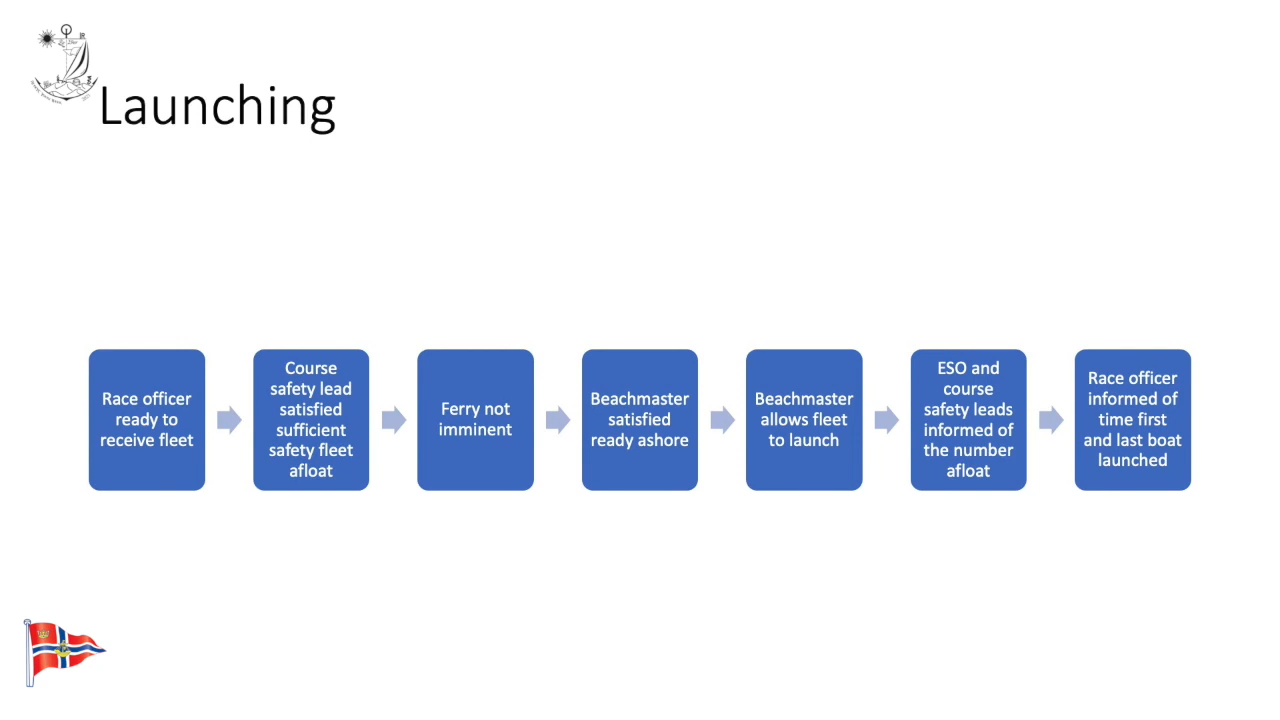 Launching
Race officer
ready to
receive fleet
Course
safety lead
satisfied
sufficient
safety fleet
afloat
Ferry not
imminent
Beachmaster
satisfied
ready ashore
Beachmaster
allows fleet
to launch
ESO and
course
safety leads
informed of
the number
afloat
Race officer
informed of
time first
and last boat
launched